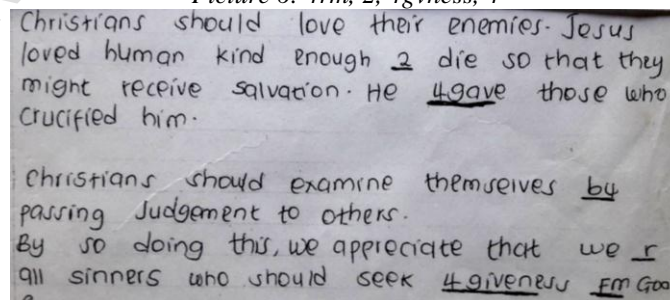 Christians should love their enemies. Jesus
loved human kind enough 2 die so that they
might receive salvation. He 4gave those who
crucified him.
Christians should examine themselves b4
passing Judgement to others.
By so doing this, we appreciate that we r
all sinners who should seek 4giveness Fm God